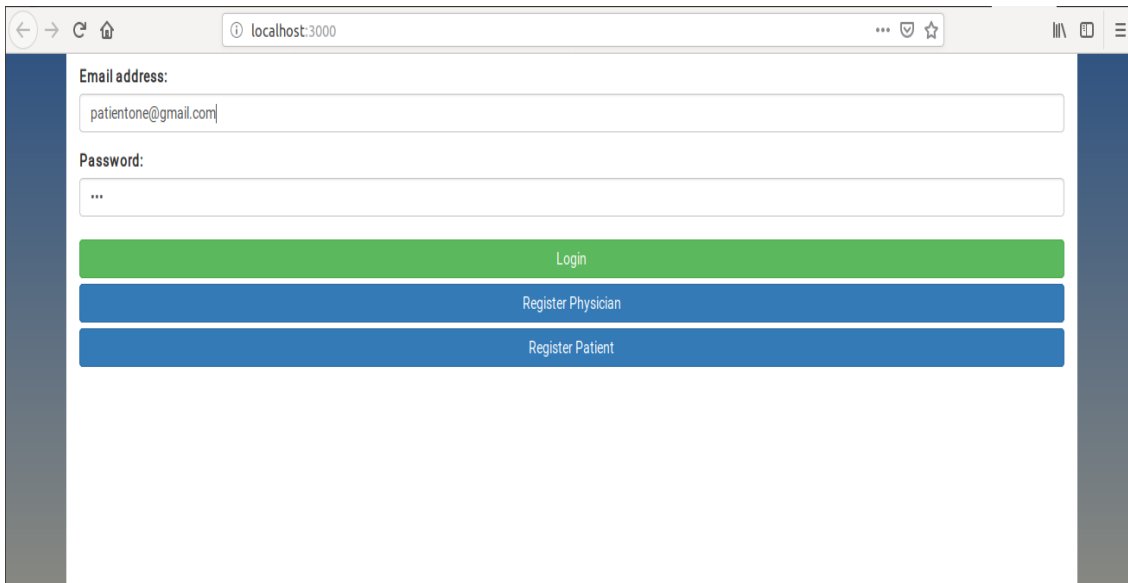 localhost:3000
Email address:
patientone@gmail.com
Password:
•••
Login
Register Physician
Register Patient